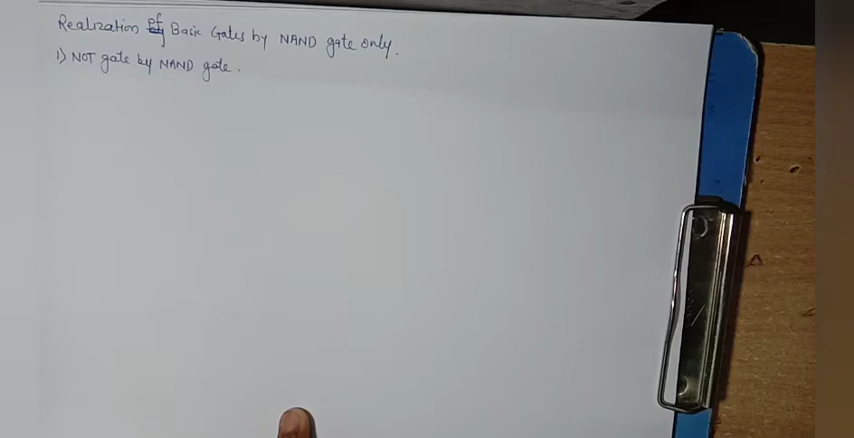 Realization of Basic Gates by NAND gate only.
1) NOT gate by NAND gate.